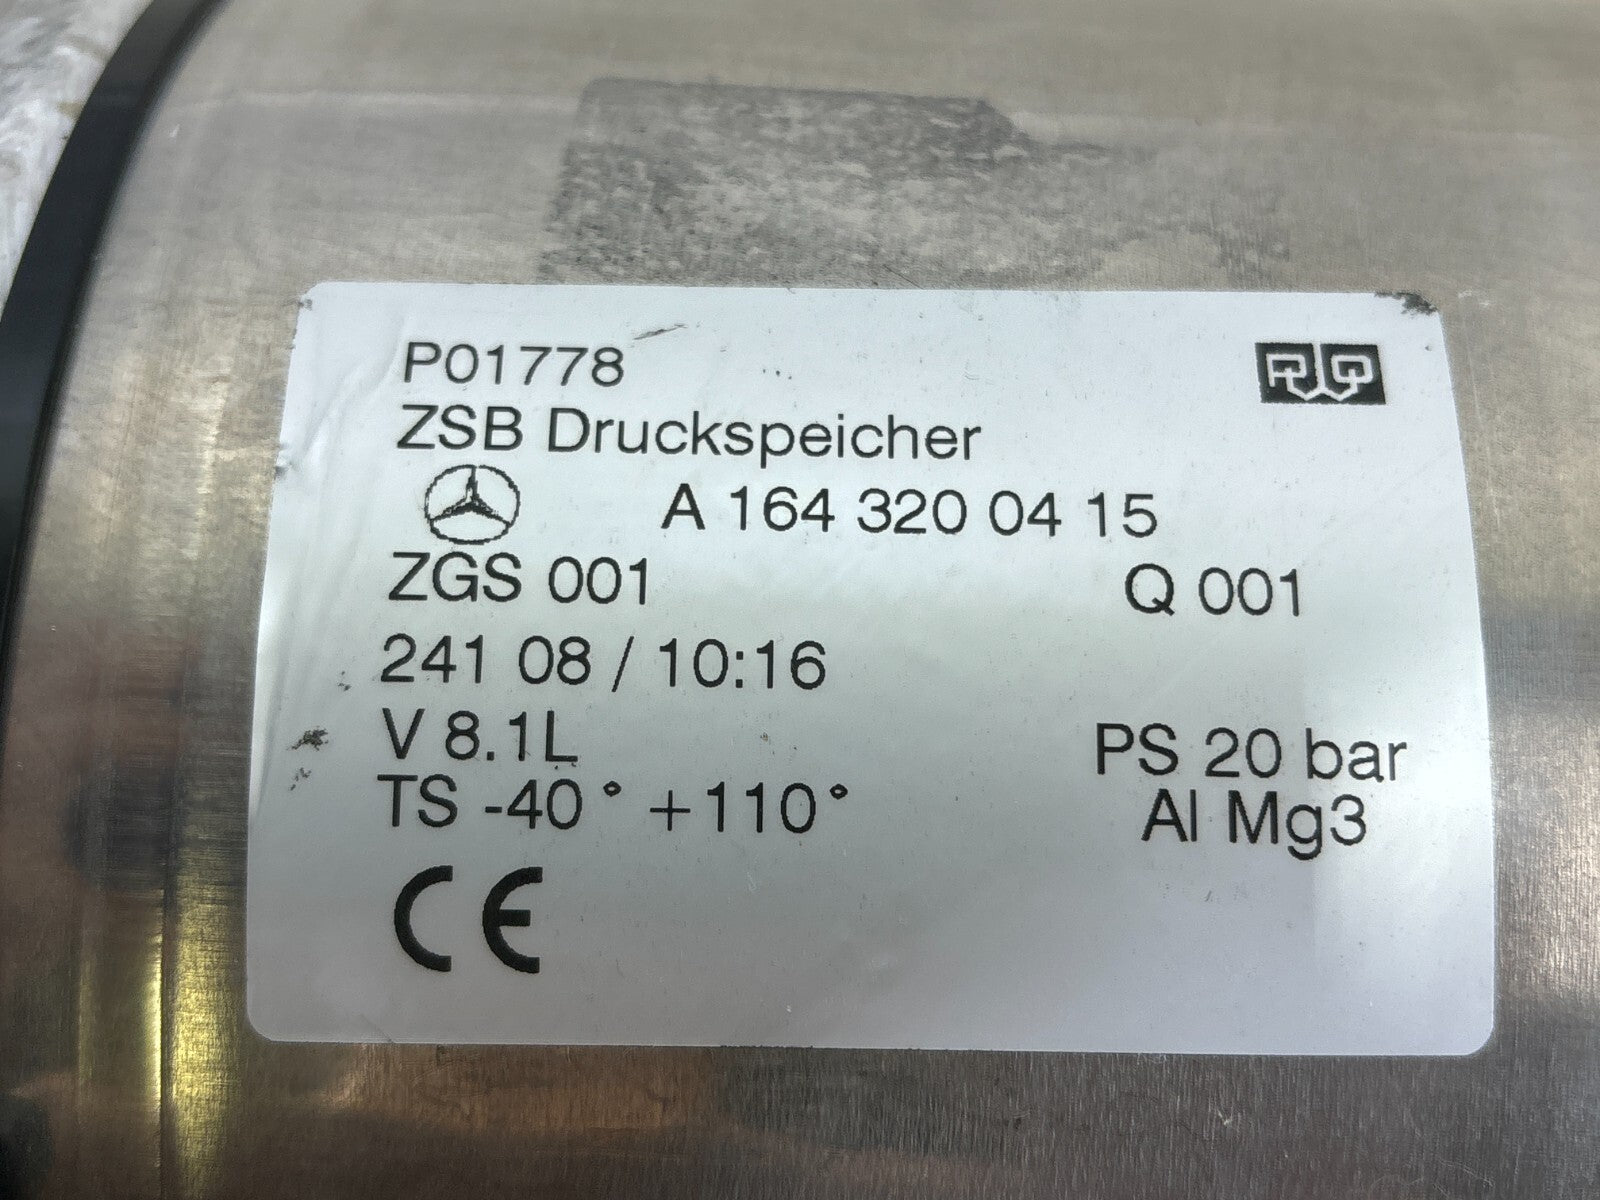 P01778
ZSB Druckspeicher
A 164 320 04 15
ZGS 001 Q 001
241 08 / 10:16
V 8.1L PS 20 bar
TS -40° +110° Al Mg3
CE